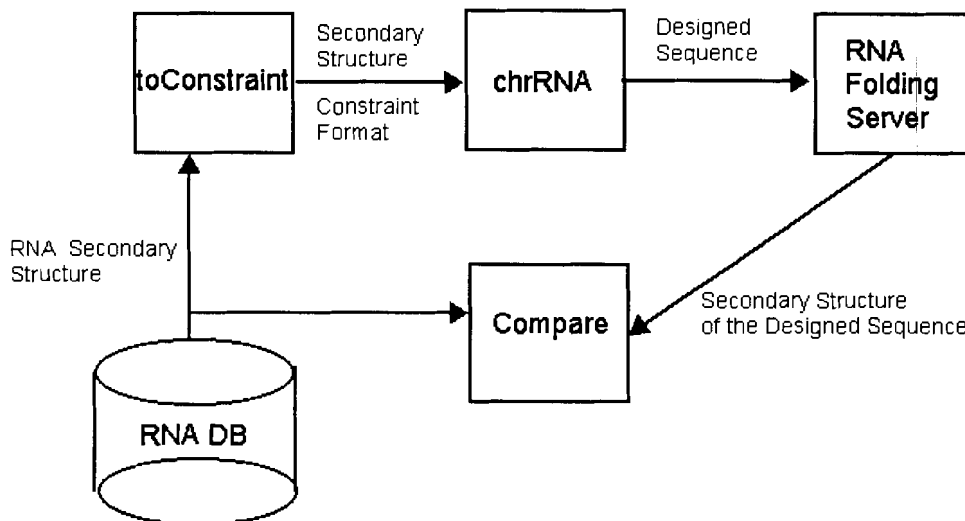 toConstraint
Secondary
Structure
Constraint
Format
chrRNA
Designed
Sequence
RNA
Folding
Server
RNA Secondary
Structure
Compare
Secondary Structure
of the Designed Sequence
RNA DB